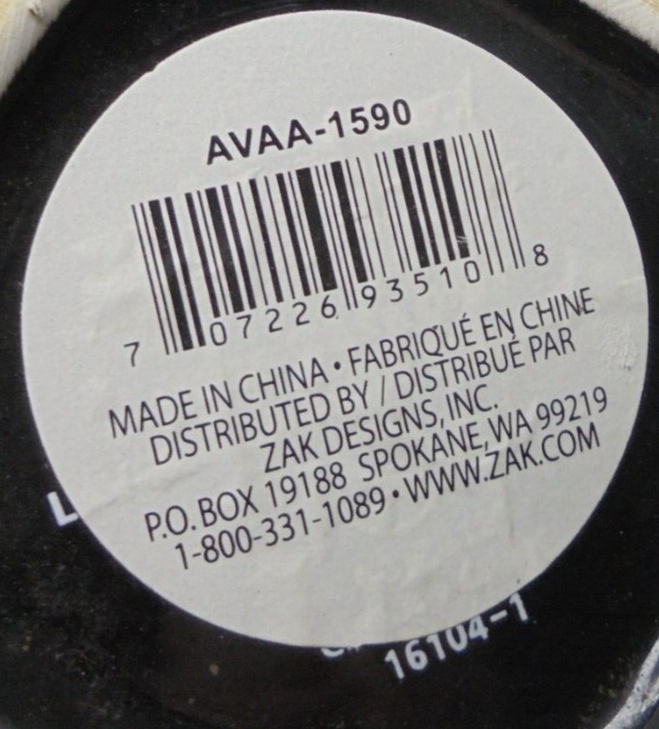 AVAA-1590
7 07226 93510 8
MADE IN CHINA • FABRIQUÉ EN CHINE
DISTRIBUTED BY / DISTRIBUÉ PAR
ZAK DESIGNS, INC.
P.O. BOX 19188 SPOKANE, WA 99219
1-800-331-1089 • WWW.ZAK.COM
L
16104-1